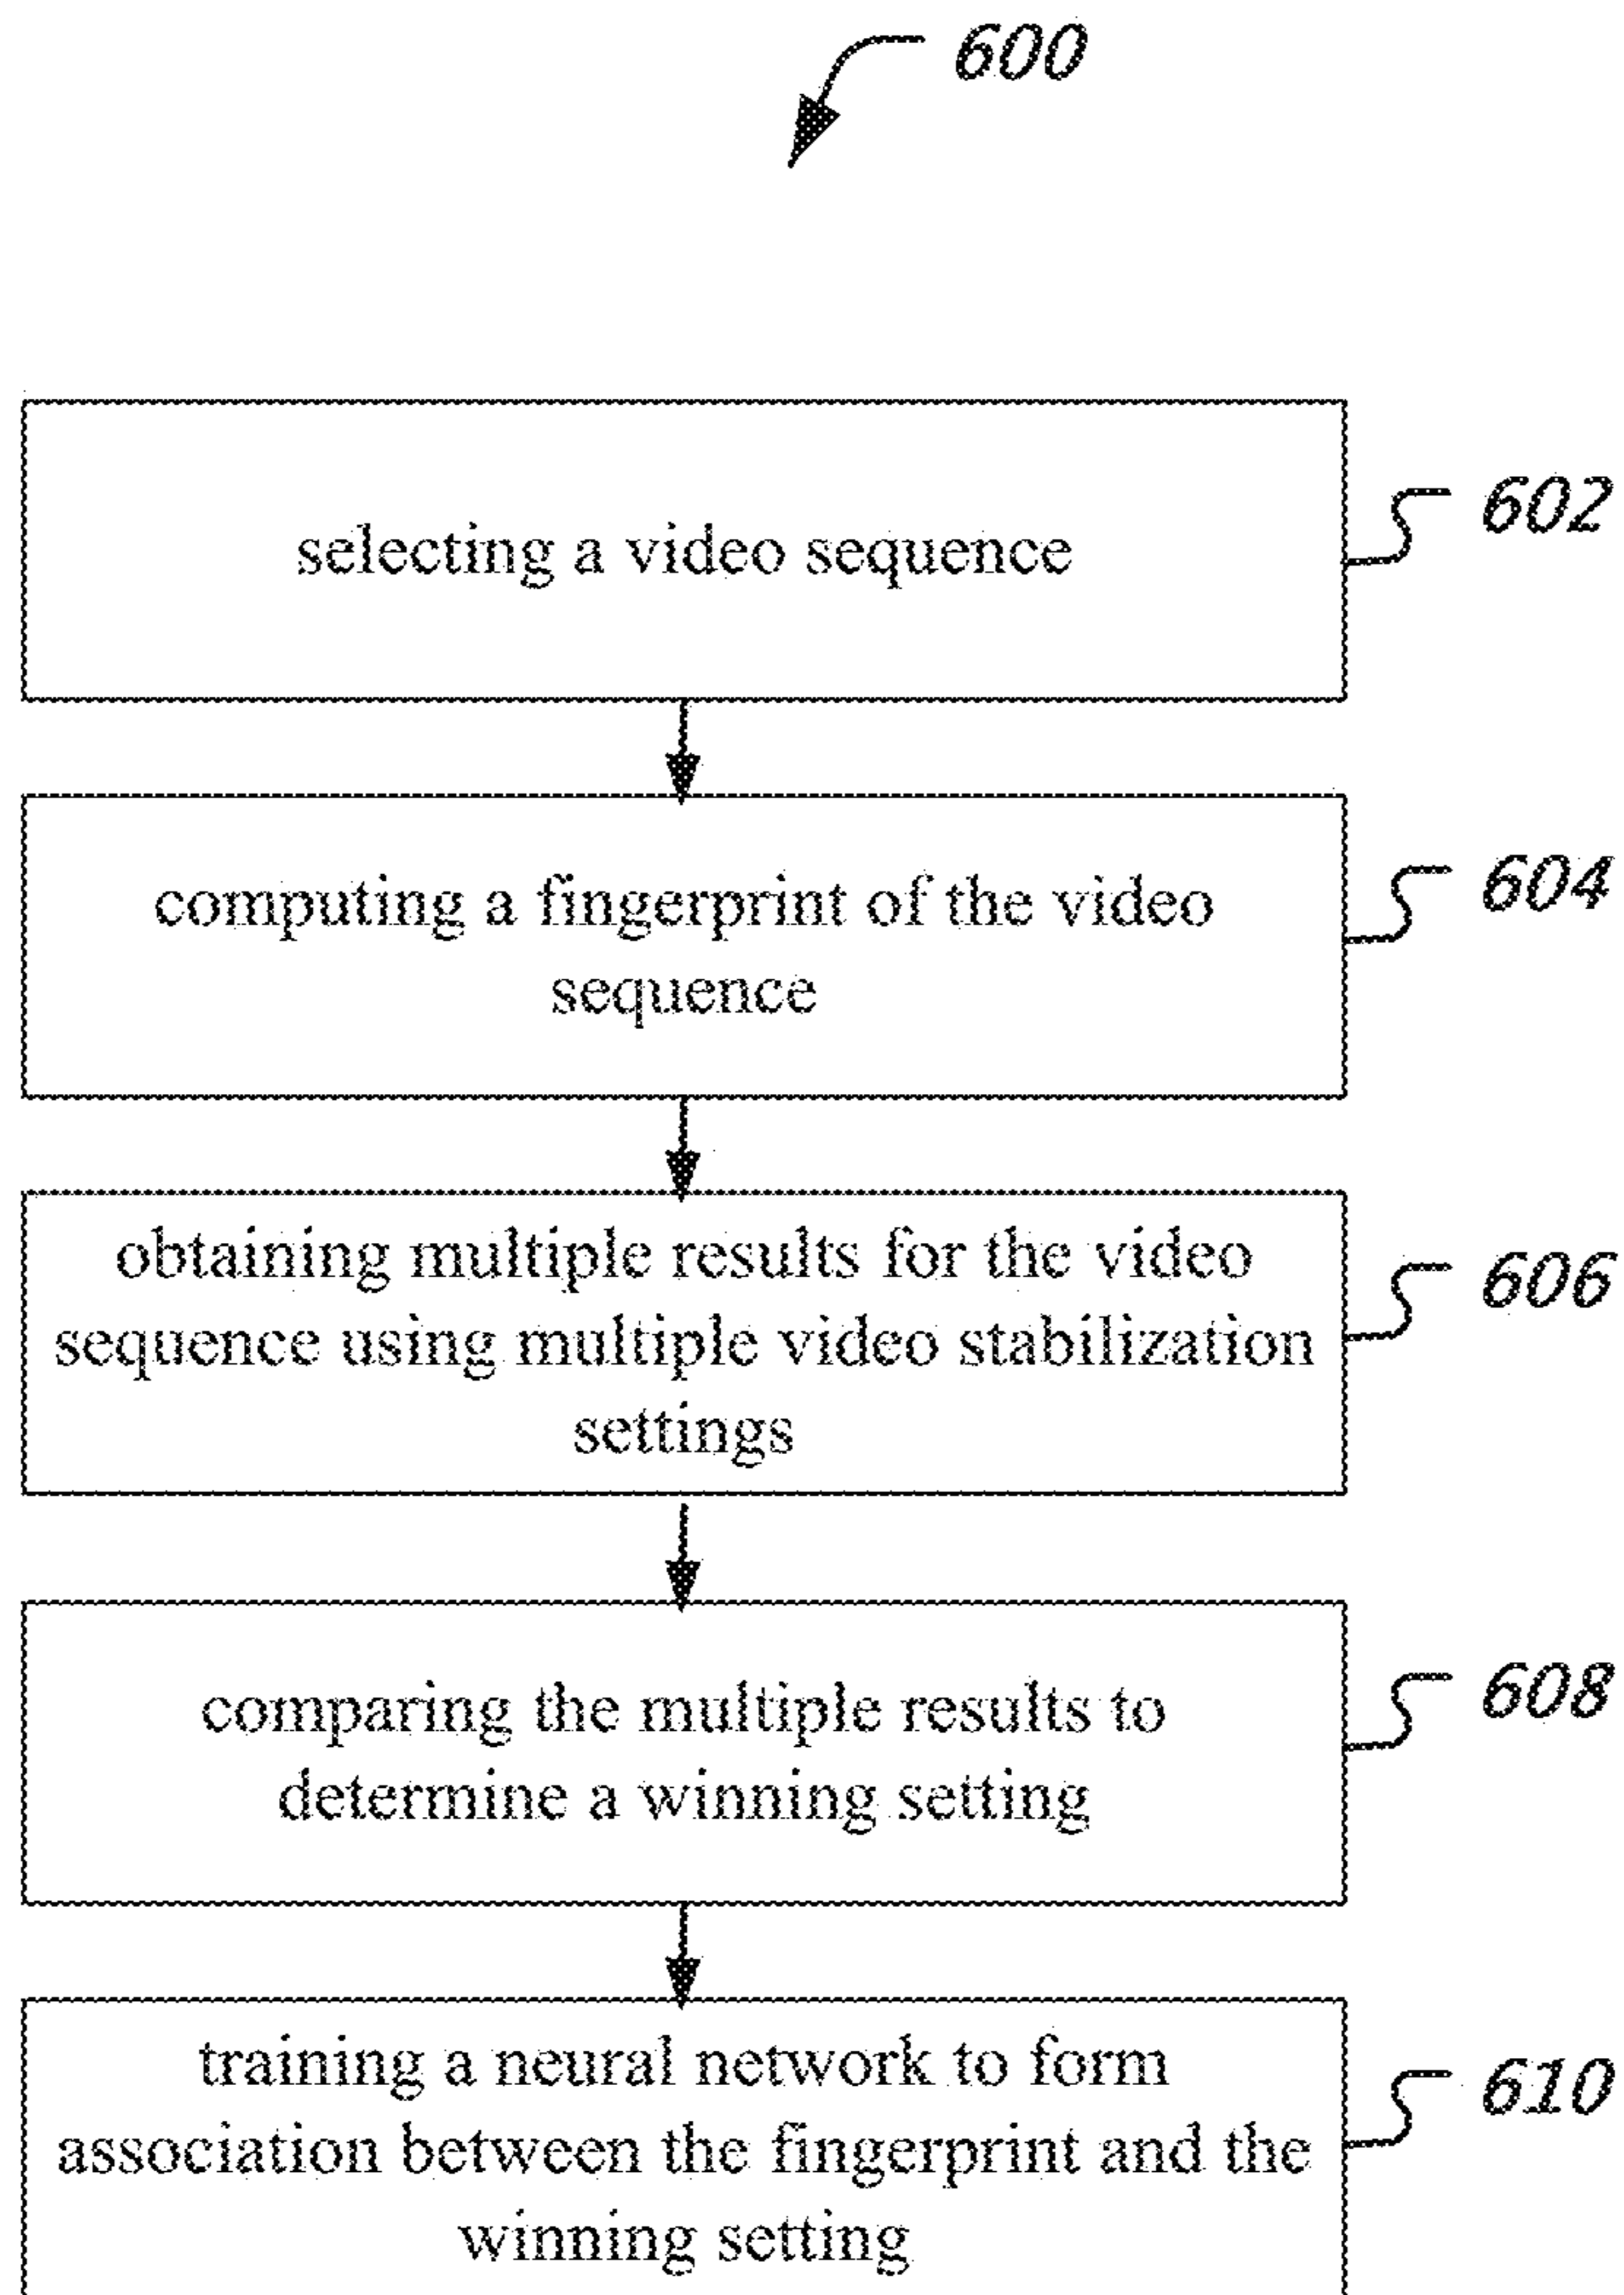 600
selecting a video sequence
602
computing a fingerprint of the video
sequence
604
obtaining multiple results for the video
sequence using multiple video stabilization
settings
606
comparing the multiple results to
determine a winning setting
608
training a neural network to form
association between the fingerprint and the
winning setting
610